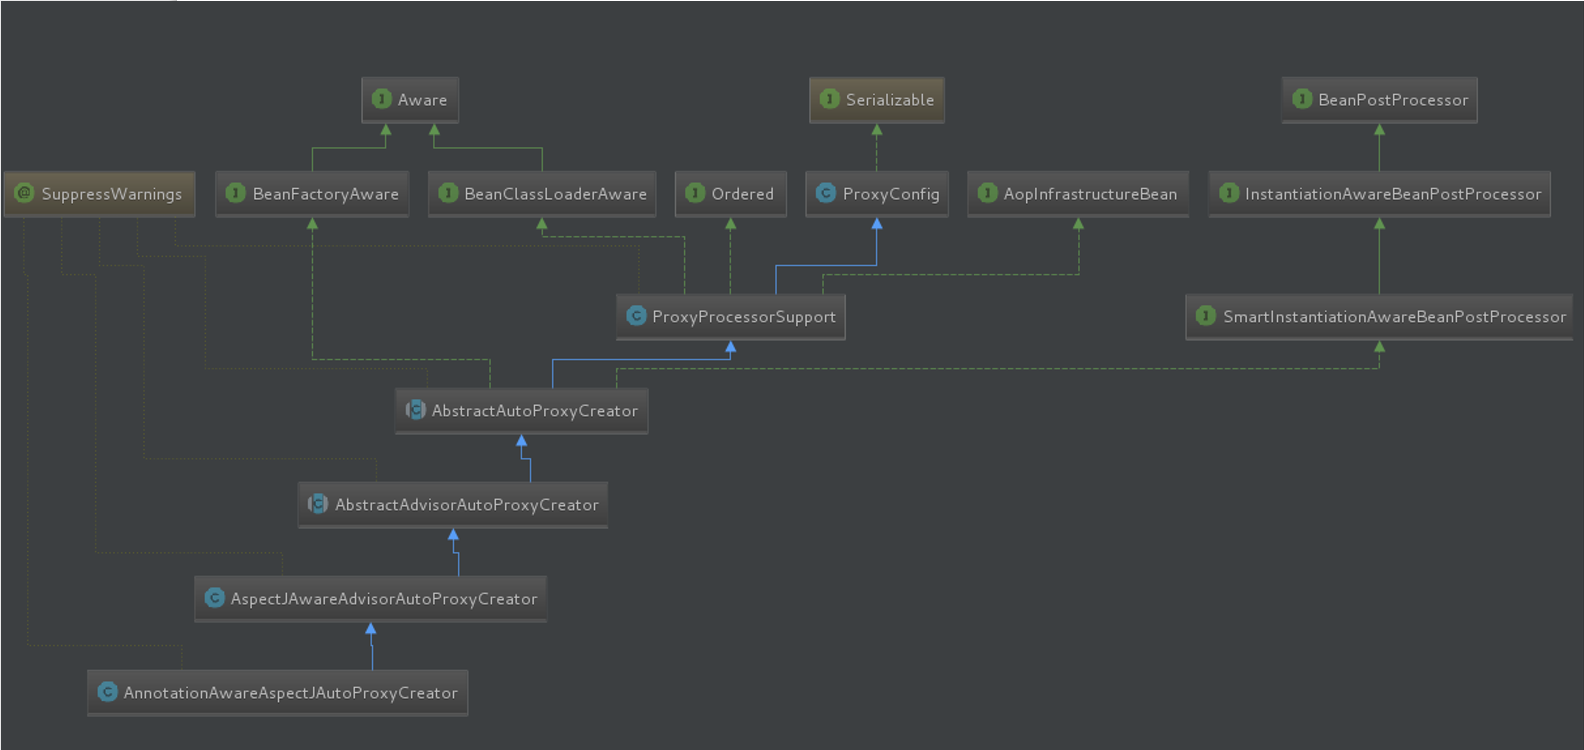 Aware
Serializable
BeanPostProcessor
SuppressWarnings
BeanFactoryAware
BeanClassLoaderAware
Ordered
ProxyConfig
AopInfrastructureBean
InstantiationAwareBeanPostProcessor
ProxyProcessorSupport
SmartInstantiationAwareBeanPostProcessor
AbstractAutoProxyCreator
AbstractAdvisorAutoProxyCreator
AspectJAwareAdvisorAutoProxyCreator
AnnotationAwareAspectJAutoProxyCreator